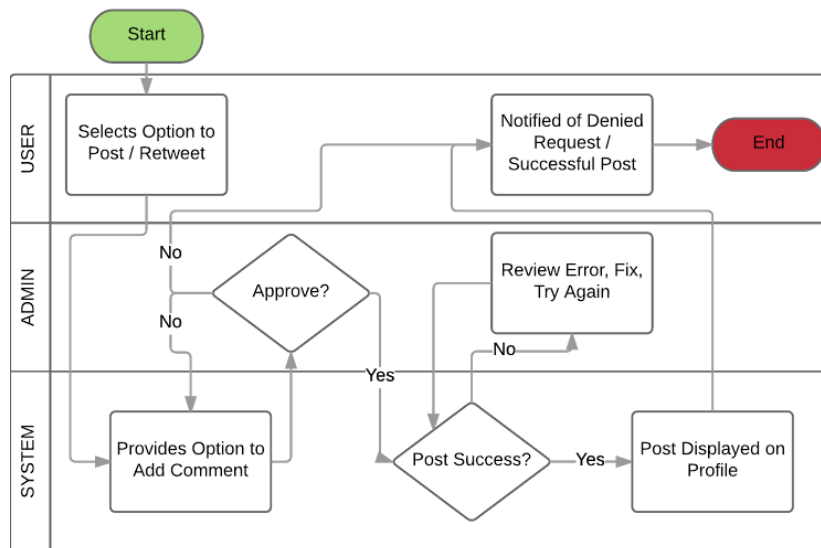 Start
USER
Selects Option to
Post / Retweet
Notified of Denied
Request /
Successful Post
End
ADMIN
No
Approve?
Review Error, Fix,
Try Again
No
No
Yes
SYSTEM
Provides Option to
Add Comment
Post Success?
Yes
Post Displayed on
Profile